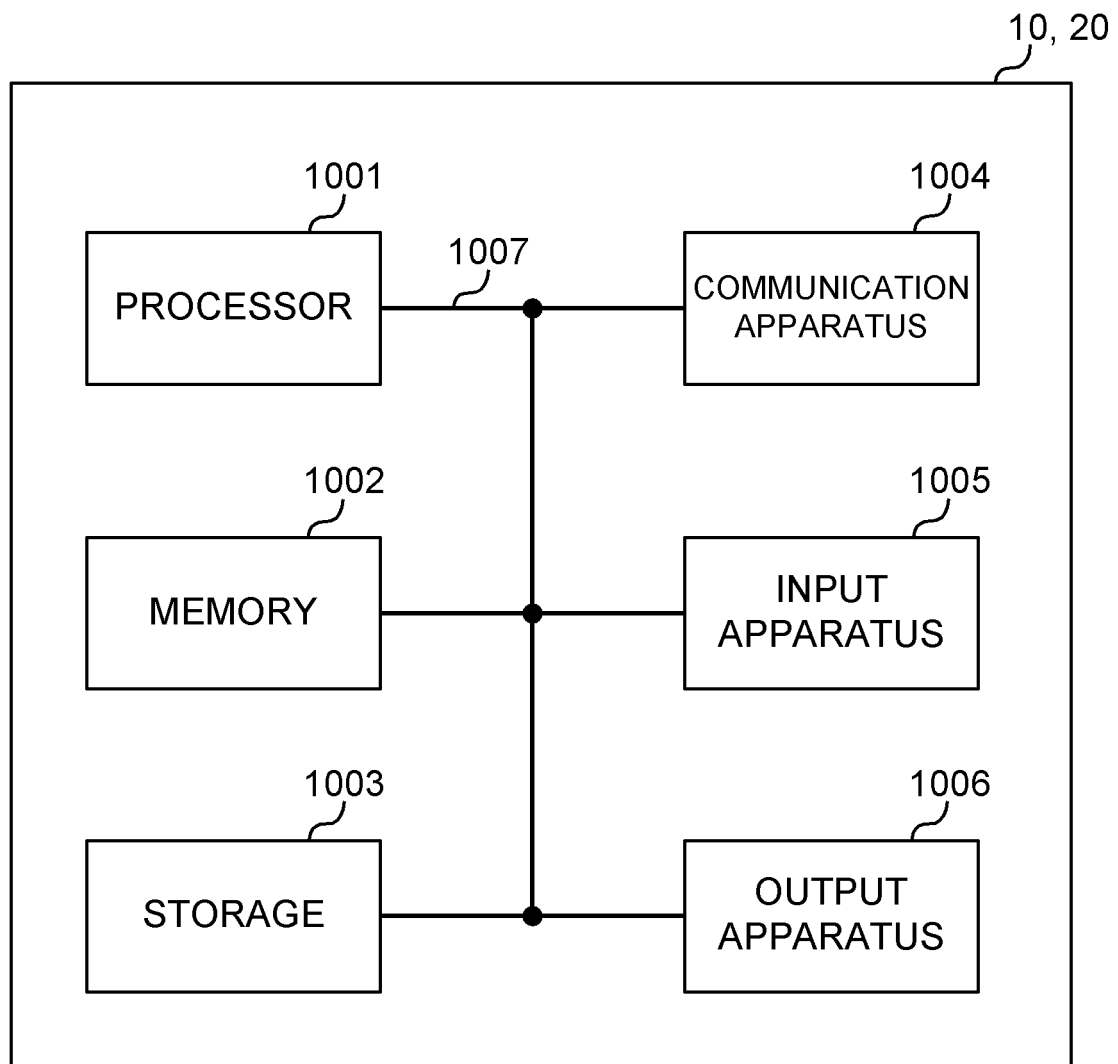 10, 20
1001
PROCESSOR
1007
1004
COMMUNICATION
APPARATUS
1002
MEMORY
1005
INPUT
APPARATUS
1003
STORAGE
1006
OUTPUT
APPARATUS